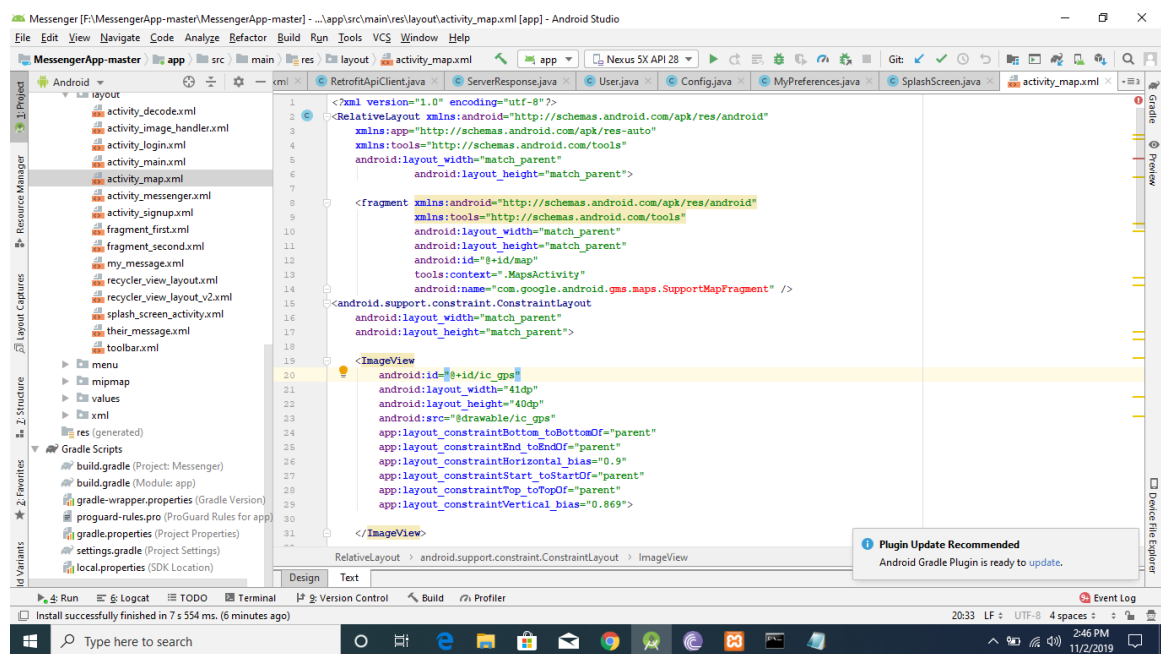 Messenger [F:\MessengerApp-master\MessengerApp-master] - ...\app\src\main\res\layout\activity_map.xml [app] - Android Studio
File Edit View Navigate Code Analyze Refactor Build Run Tools VCS Window Help
MessengerApp-master app src main res layout activity_map.xml app Nexus 5X API 28 Git:
Android
xml RetrofitApiClient.java ServerResponse.java User.java Config.java MyPreferences.java SplashScreen.java activity_map.xml
1: Project
Resource Manager
Layout Captures
Z: Structure
2: Favorites
ld Variants
layout
activity_decode.xml
activity_image_handler.xml
activity_login.xml
activity_main.xml
activity_map.xml
activity_messenger.xml
activity_signup.xml
fragment_first.xml
fragment_second.xml
my_message.xml
recycler_view_layout.xml
recycler_view_layout_v2.xml
splash_screen_activity.xml
their_message.xml
toolbar.xml
menu
mipmap
values
xml
res (generated)
Gradle Scripts
build.gradle (Project: Messenger)
build.gradle (Module: app)
gradle-wrapper.properties (Gradle Version)
proguard-rules.pro (ProGuard Rules for app)
gradle.properties (Project Properties)
settings.gradle (Project Settings)
local.properties (SDK Location)
1 <?xml version="1.0" encoding="utf-8"?>
2 <RelativeLayout xmlns:android="http://schemas.android.com/apk/res/android"
3 xmlns:app="http://schemas.android.com/apk/res-auto"
4 xmlns:tools="http://schemas.android.com/tools"
5 android:layout_width="match_parent"
6 android:layout_height="match_parent">
7
8 <fragment xmlns:android="http://schemas.android.com/apk/res/android"
9 xmlns:tools="http://schemas.android.com/tools"
10 android:layout_width="match_parent"
11 android:layout_height="match_parent"
12 android:id="@+id/map"
13 tools:context=".MapsActivity"
14 android:name="com.google.android.gms.maps.SupportMapFragment" />
15 <android.support.constraint.ConstraintLayout
16 android:layout_width="match_parent"
17 android:layout_height="match_parent">
18
19 <ImageView
20 android:id="@+id/ic_gps"
21 android:layout_width="41dp"
22 android:layout_height="40dp"
23 android:src="@drawable/ic_gps"
24 app:layout_constraintBottom_toBottomOf="parent"
25 app:layout_constraintEnd_toEndOf="parent"
26 app:layout_constraintHorizontal_bias="0.9"
27 app:layout_constraintStart_toStartOf="parent"
28 app:layout_constraintTop_toTopOf="parent"
29 app:layout_constraintVertical_bias="0.869">
30
31 </ImageView>
RelativeLayout › android.support.constraint.ConstraintLayout › ImageView
Design Text
Gradle
Preview
Device File Explorer
Plugin Update Recommended
Android Gradle Plugin is ready to update.
4: Run 6: Logcat TODO Terminal 9: Version Control Build Profiler Event Log
Install successfully finished in 7 s 554 ms. (6 minutes ago) 20:33 LF UTF-8 4 spaces
Type here to search
2:46 PM
11/2/2019